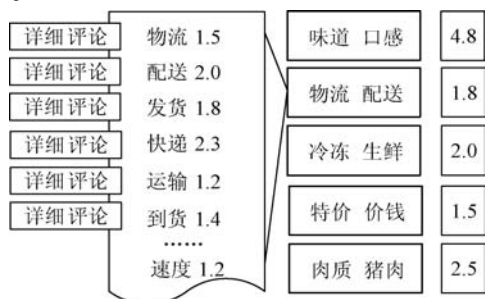 详细评论 物流 1.5 味道 口感 4.8
详细评论 配送 2.0
详细评论 发货 1.8 物流 配送 1.8
详细评论 快递 2.3 冷冻 生鲜 2.0
详细评论 运输 1.2
详细评论 到货 1.4 特价 价钱 1.5
……
速度 1.2 肉质 猪肉 2.5